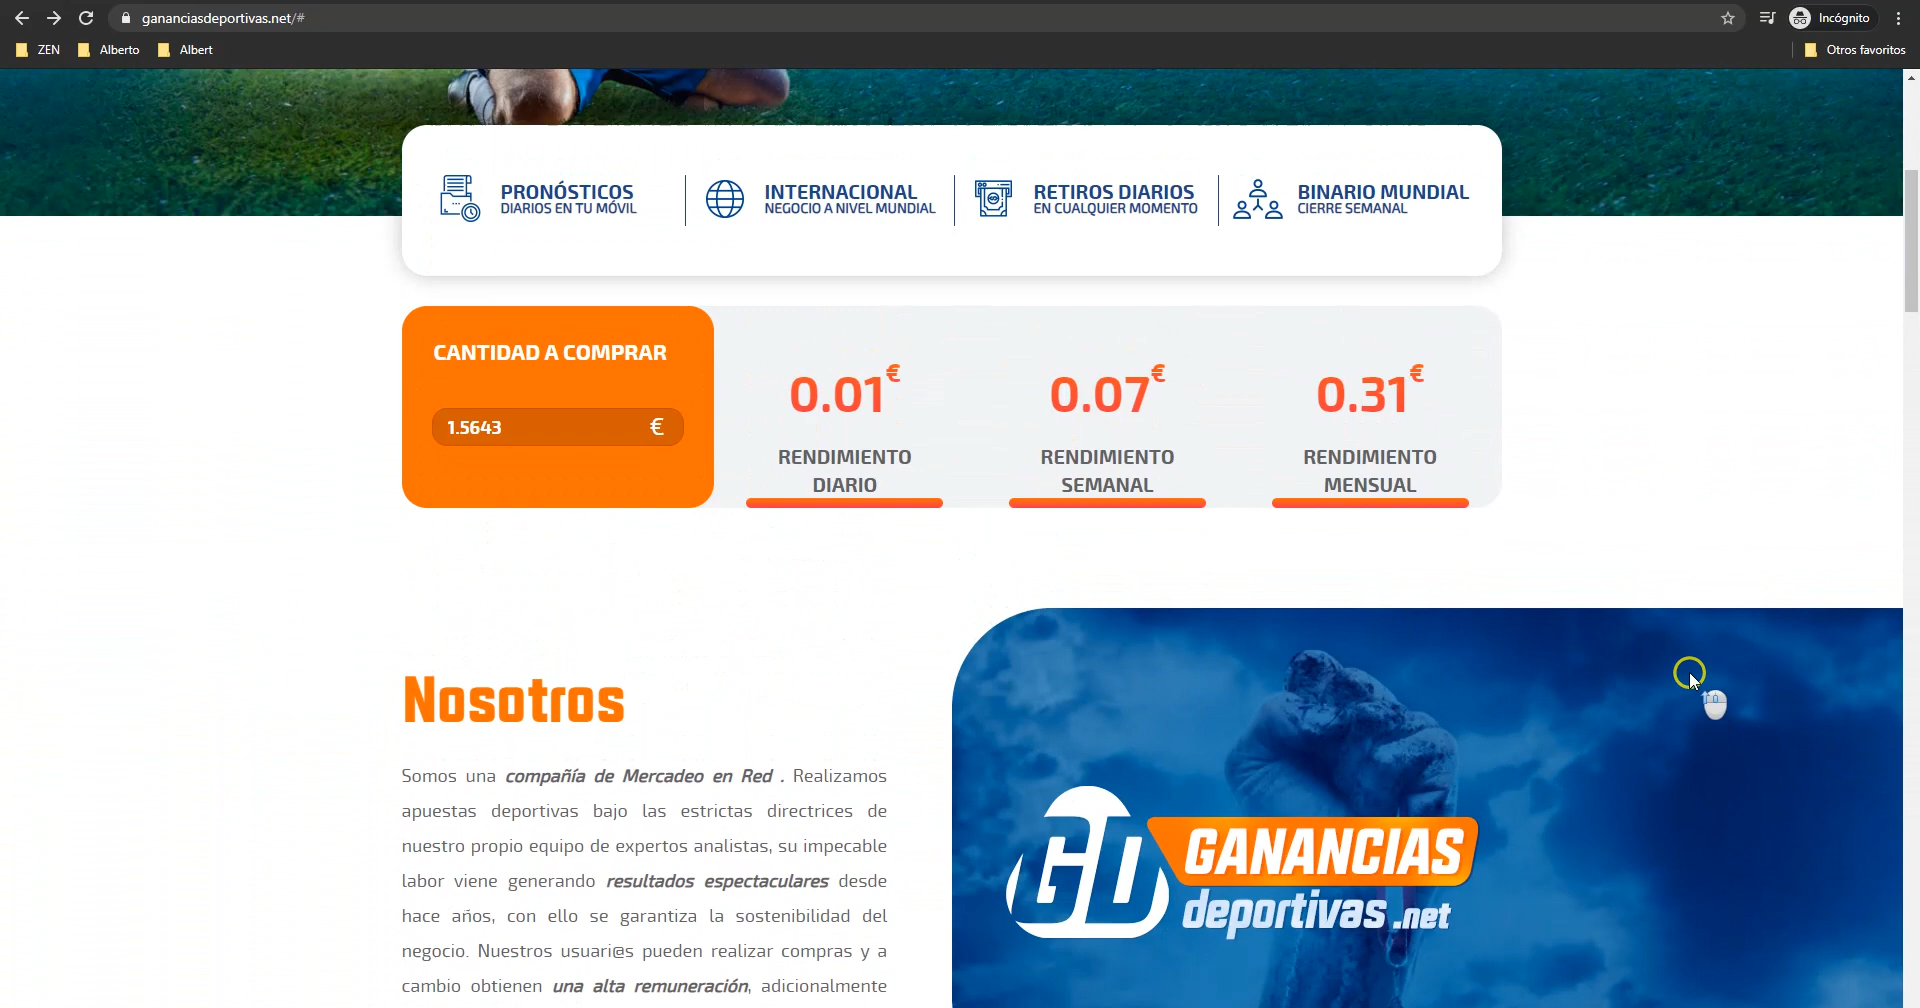 gananciasdeportivas.net/#
Incógnito
ZEN
Alberto
Albert
Otros favoritos
PRONÓSTICOS
DIARIOS EN TU MÓVIL
INTERNACIONAL
NEGOCIO A NIVEL MUNDIAL
RETIROS DIARIOS
EN CUALQUIER MOMENTO
BINARIO MUNDIAL
CIERRE SEMANAL
CANTIDAD A COMPRAR
1.5643 €
0.01€
RENDIMIENTO
DIARIO
0.07€
RENDIMIENTO
SEMANAL
0.31€
RENDIMIENTO
MENSUAL
Nosotros
Somos una compañía de Mercadeo en Red . Realizamos
apuestas deportivas bajo las estrictas directrices de
nuestro propio equipo de expertos analistas, su impecable
labor viene generando resultados espectaculares desde
hace años, con ello se garantiza la sostenibilidad del
negocio. Nuestros usuari@s pueden realizar compras y a
cambio obtienen una alta remuneración, adicionalmente
GD
GANANCIAS
deportivas.net